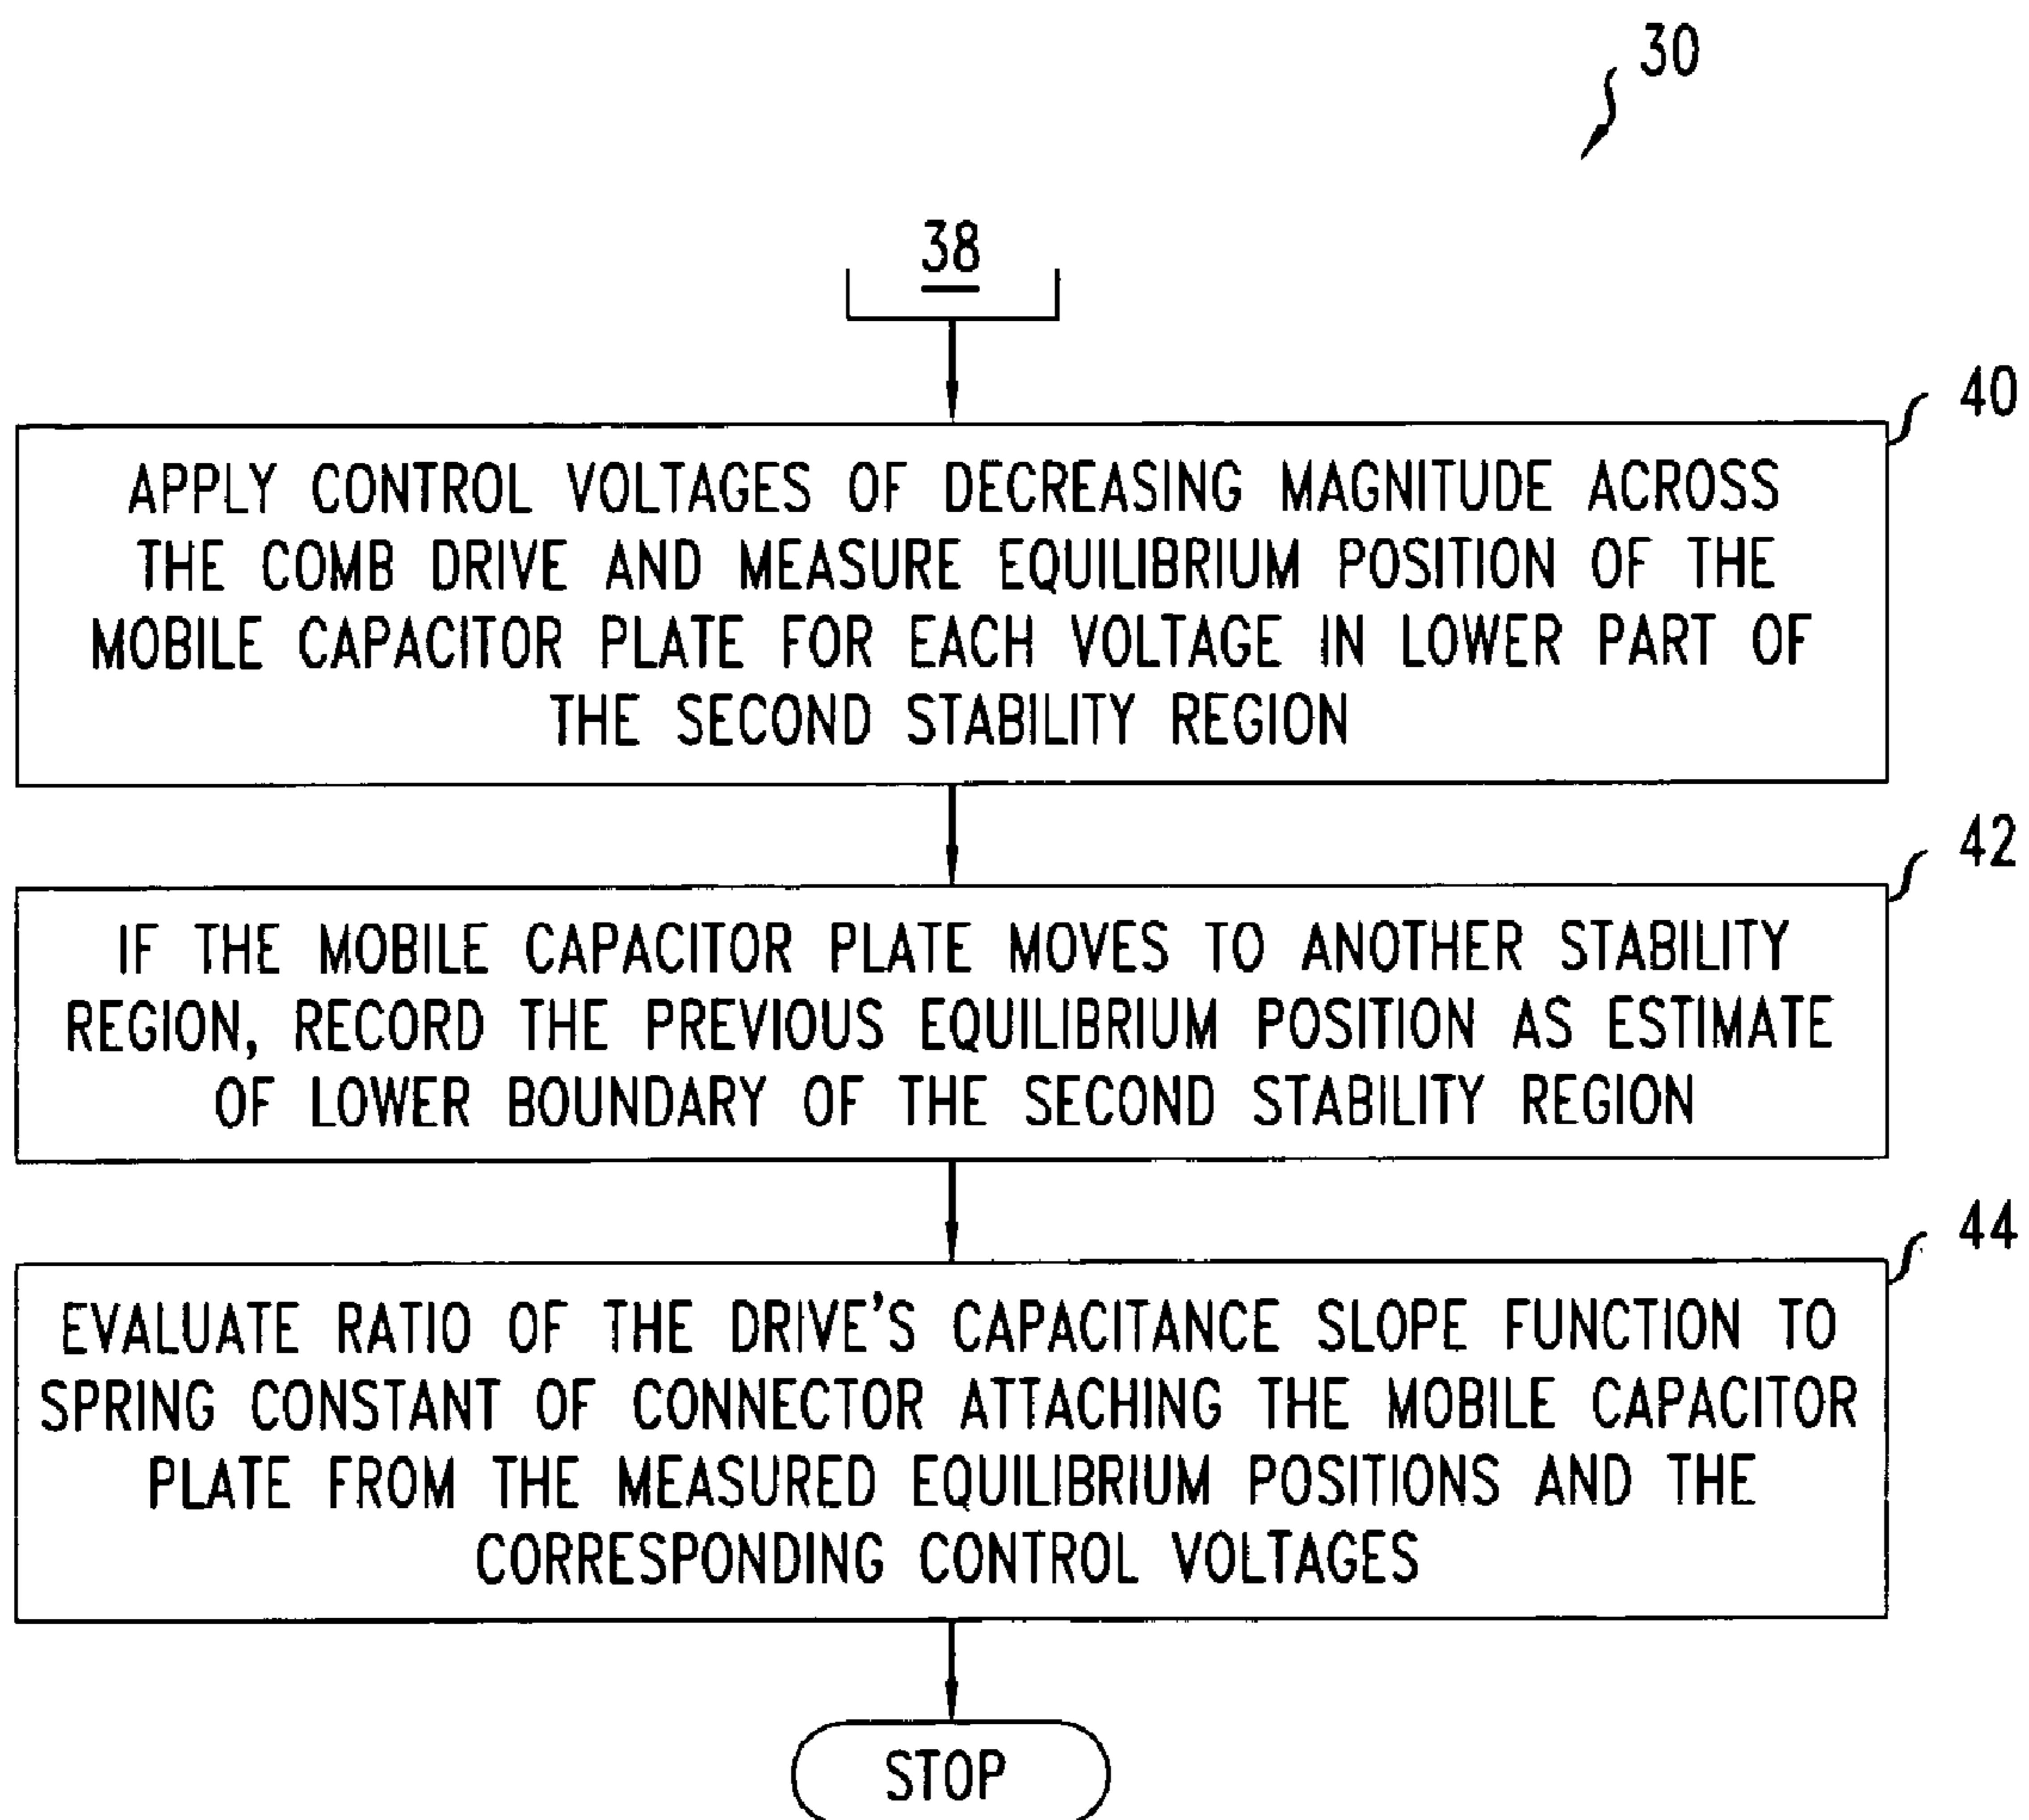 30
38
40
APPLY CONTROL VOLTAGES OF DECREASING MAGNITUDE ACROSS
THE COMB DRIVE AND MEASURE EQUILIBRIUM POSITION OF THE
MOBILE CAPACITOR PLATE FOR EACH VOLTAGE IN LOWER PART OF
THE SECOND STABILITY REGION
42
IF THE MOBILE CAPACITOR PLATE MOVES TO ANOTHER STABILITY
REGION, RECORD THE PREVIOUS EQUILIBRIUM POSITION AS ESTIMATE
OF LOWER BOUNDARY OF THE SECOND STABILITY REGION
44
EVALUATE RATIO OF THE DRIVE'S CAPACITANCE SLOPE FUNCTION TO
SPRING CONSTANT OF CONNECTOR ATTACHING THE MOBILE CAPACITOR
PLATE FROM THE MEASURED EQUILIBRIUM POSITIONS AND THE
CORRESPONDING CONTROL VOLTAGES
STOP